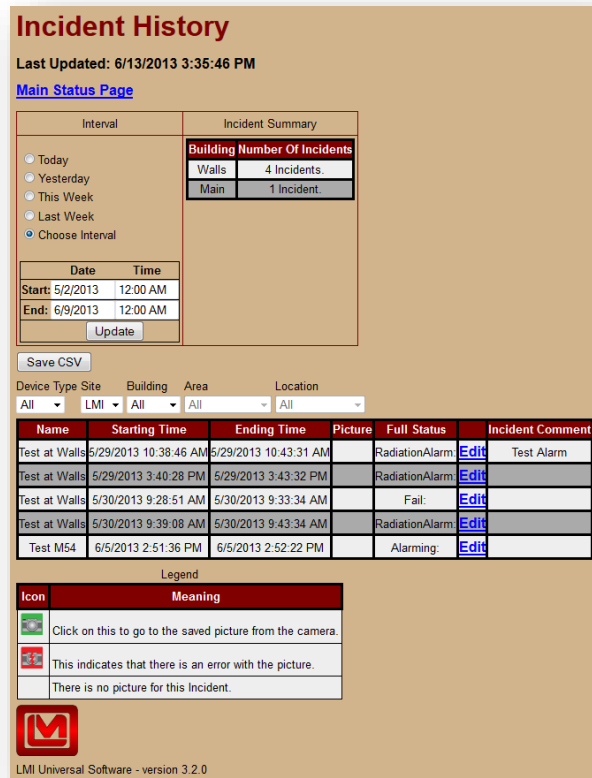 Incident History
Last Updated: 6/13/2013 3:35:46 PM
Main Status Page
Interval
Today
Yesterday
This Week
Last Week
Choose Interval
Date Time
Start: 5/2/2013 12:00 AM
End: 6/9/2013 12:00 AM
Update
Incident Summary
Building Number Of Incidents
Walls 4 Incidents.
Main 1 Incident.
Save CSV
Device Type Site Building Area Location
All LMI All All All
Name Starting Time Ending Time Picture Full Status Incident Comment
Test at Walls 5/29/2013 10:38:46 AM 5/29/2013 10:43:31 AM RadiationAlarm: Edit Test Alarm
Test at Walls 5/29/2013 3:40:28 PM 5/29/2013 3:43:32 PM RadiationAlarm: Edit
Test at Walls 5/30/2013 9:28:51 AM 5/30/2013 9:33:34 AM Fail: Edit
Test at Walls 5/30/2013 9:39:08 AM 5/30/2013 9:43:34 AM RadiationAlarm: Edit
Test M54 6/5/2013 2:51:36 PM 6/5/2013 2:52:22 PM Alarming: Edit
Legend
Icon Meaning
Click on this to go to the saved picture from the camera.
This indicates that there is an error with the picture.
There is no picture for this Incident.
LMI
LMI Universal Software - version 3.2.0